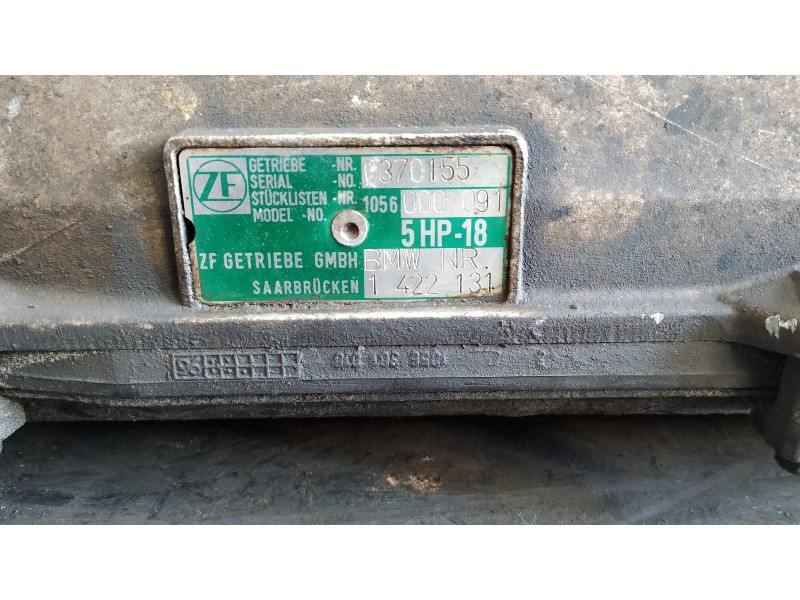 ZF
GETRIEBE -NR.
SERIAL -NO. 370155
STÜCKLISTEN -NR.
MODEL -NO. 1056 000 091
5 HP-18
ZF GETRIEBE GMBH BMW NR.
SAARBRÜCKEN 1 422 131